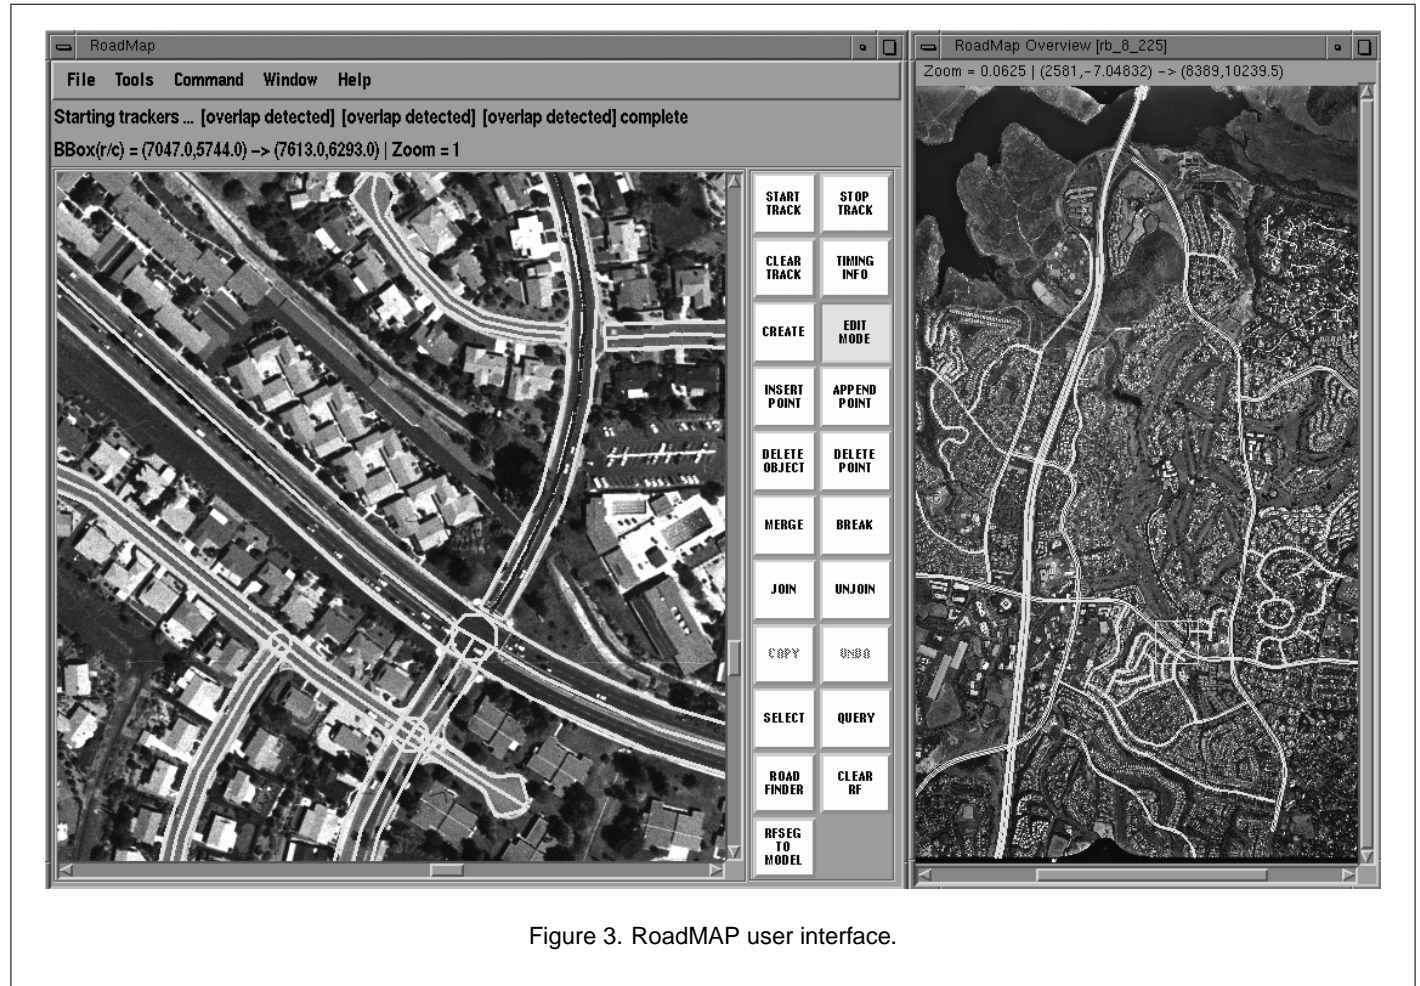 RoadMap
File Tools Command Window Help
Starting trackers ... [overlap detected] [overlap detected] [overlap detected] complete
BBox(r/c) = (7047.0,5744.0) –> (7613.0,6293.0) | Zoom = 1
START TRACK
STOP TRACK
CLEAR TRACK
TIMING INFO
CREATE
EDIT MODE
INSERT POINT
APPEND POINT
DELETE OBJECT
DELETE POINT
MERGE
BREAK
JOIN
UNJOIN
COPY
UNDO
SELECT
QUERY
ROAD FINDER
CLEAR RF
RFSEG TO MODEL
RoadMap Overview [rb_8_225]
Zoom = 0.0625 | (2581,-7.04832) -> (8389,10239.5)
Figure 3. RoadMAP user interface.